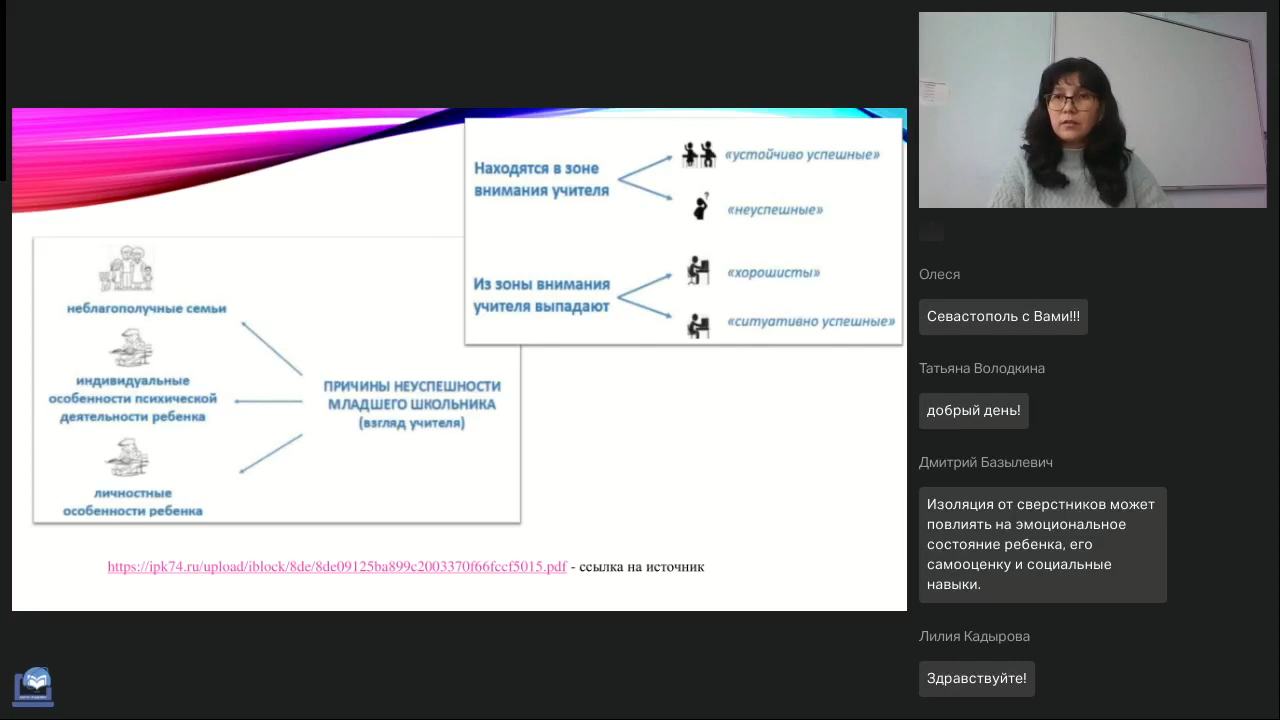 Находятся в зоне
внимания учителя
«устойчиво успешные»
«неуспешные»
Из зоны внимания
учителя выпадают
«хорошисты»
«ситуативно успешные»
неблагополучные семьи
индивидуальные
особенности психической
деятельности ребенка
личностные
особенности ребенка
ПРИЧИНЫ НЕУСПЕШНОСТИ
МЛАДШЕГО ШКОЛЬНИКА
(взгляд учителя)
https://ipk74.ru/upload/iblock/8de/8de09125ba899c2003370f66fccf5015.pdf - ссылка на источник
Олеся
Севастополь с Вами!!!
Татьяна Володкина
добрый день!
Дмитрий Базылевич
Изоляция от сверстников может
повлиять на эмоциональное
состояние ребенка, его
самооценку и социальные
навыки.
Лилия Кадырова
Здравствуйте!